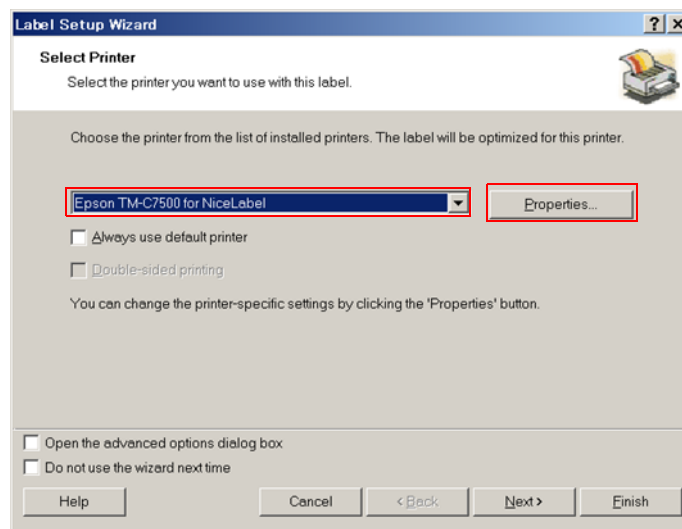 Label Setup Wizard
Select Printer
Select the printer you want to use with this label.
Choose the printer from the list of installed printers. The label will be optimized for this printer.
Epson TM-C7500 for NiceLabel
Properties...
Always use default printer
Double-sided printing
You can change the printer-specific settings by clicking the 'Properties' button.
Open the advanced options dialog box
Do not use the wizard next time
Help Cancel < Back Next > Finish